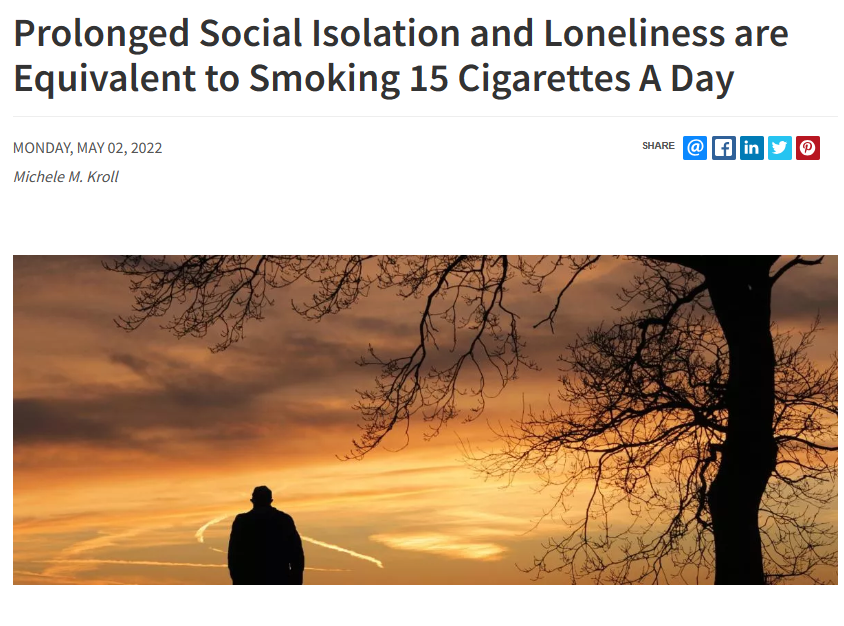 Prolonged Social Isolation and Loneliness are
Equivalent to Smoking 15 Cigarettes A Day
MONDAY, MAY 02, 2022
SHARE
Michele M. Kroll